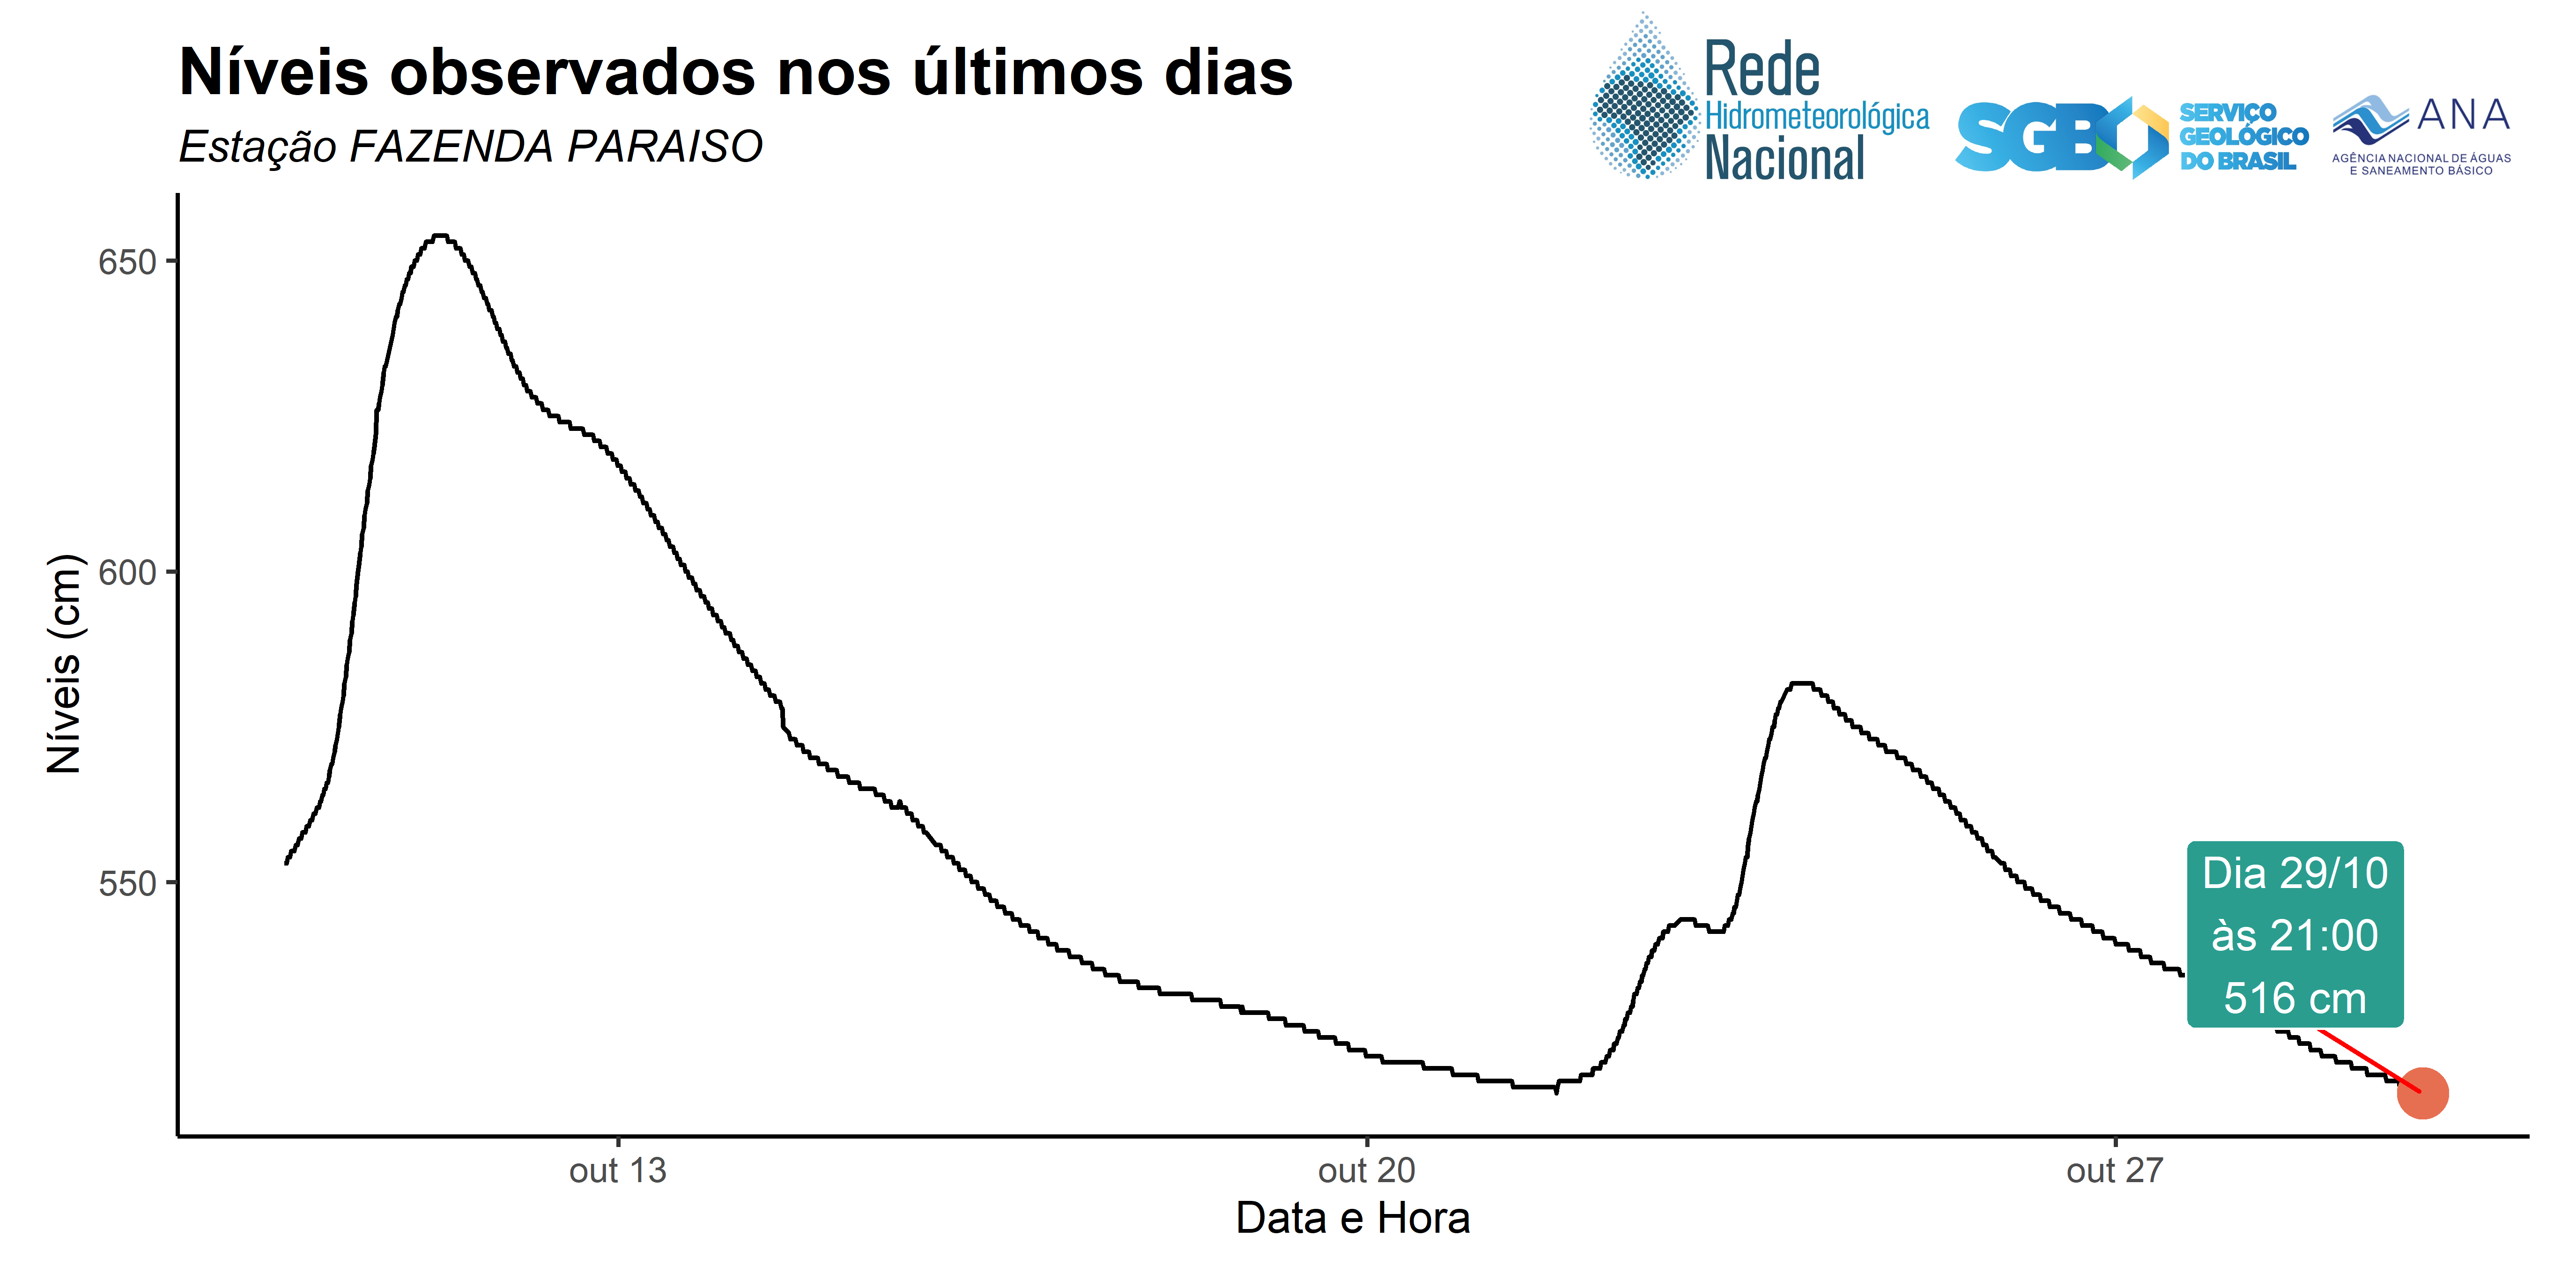 Níveis observados nos últimos dias
Estação FAZENDA PARAISO
Rede
Hidrometeorológica
Nacional
SGB
SERVIÇO
GEOLÓGICO
DO BRASIL
ANA
AGÊNCIA NACIONAL DE ÁGUAS
E SANEAMENTO BÁSICO
Níveis (cm)
650
600
550
Dia 29/10
às 21:00
516 cm
out 13
out 20
out 27
Data e Hora